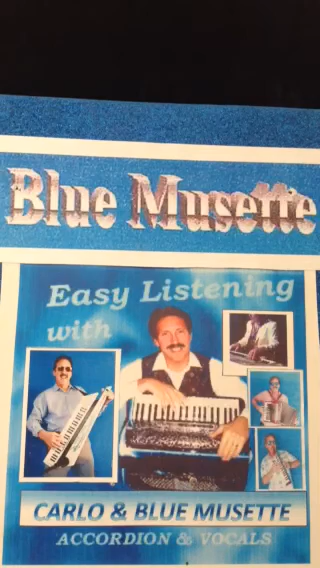 Blue Musette
Easy Listening
with
CARLO & BLUE MUSETTE
ACCORDION & VOCALS